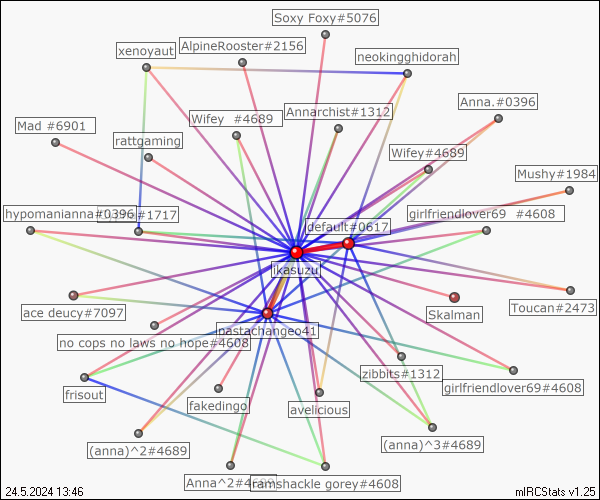 Soxy Foxy#5076
AlpineRooster#2156
xenoyaut
neokingghidorah
Anna.#0396
Annarchist#1312
Wifey #4689
Mad #6901
rattgaming
Wifey#4689
Mushy#1984
hypomanianna#0396
#1717
girlfriendlover69 #4608
default#0617
ikasuzu
Toucan#2473
ace deucy#7097
Skalman
nastachangeo41
no cops no laws no hope#4608
zibbits#1312
girlfriendlover69#4608
frisout
fakedingo
avelicious
(anna)^2#4689
(anna)^3#4689
Anna^2#4689
ramshackle gorey#4608
24.5.2024 13:46
mIRCStats v1.25